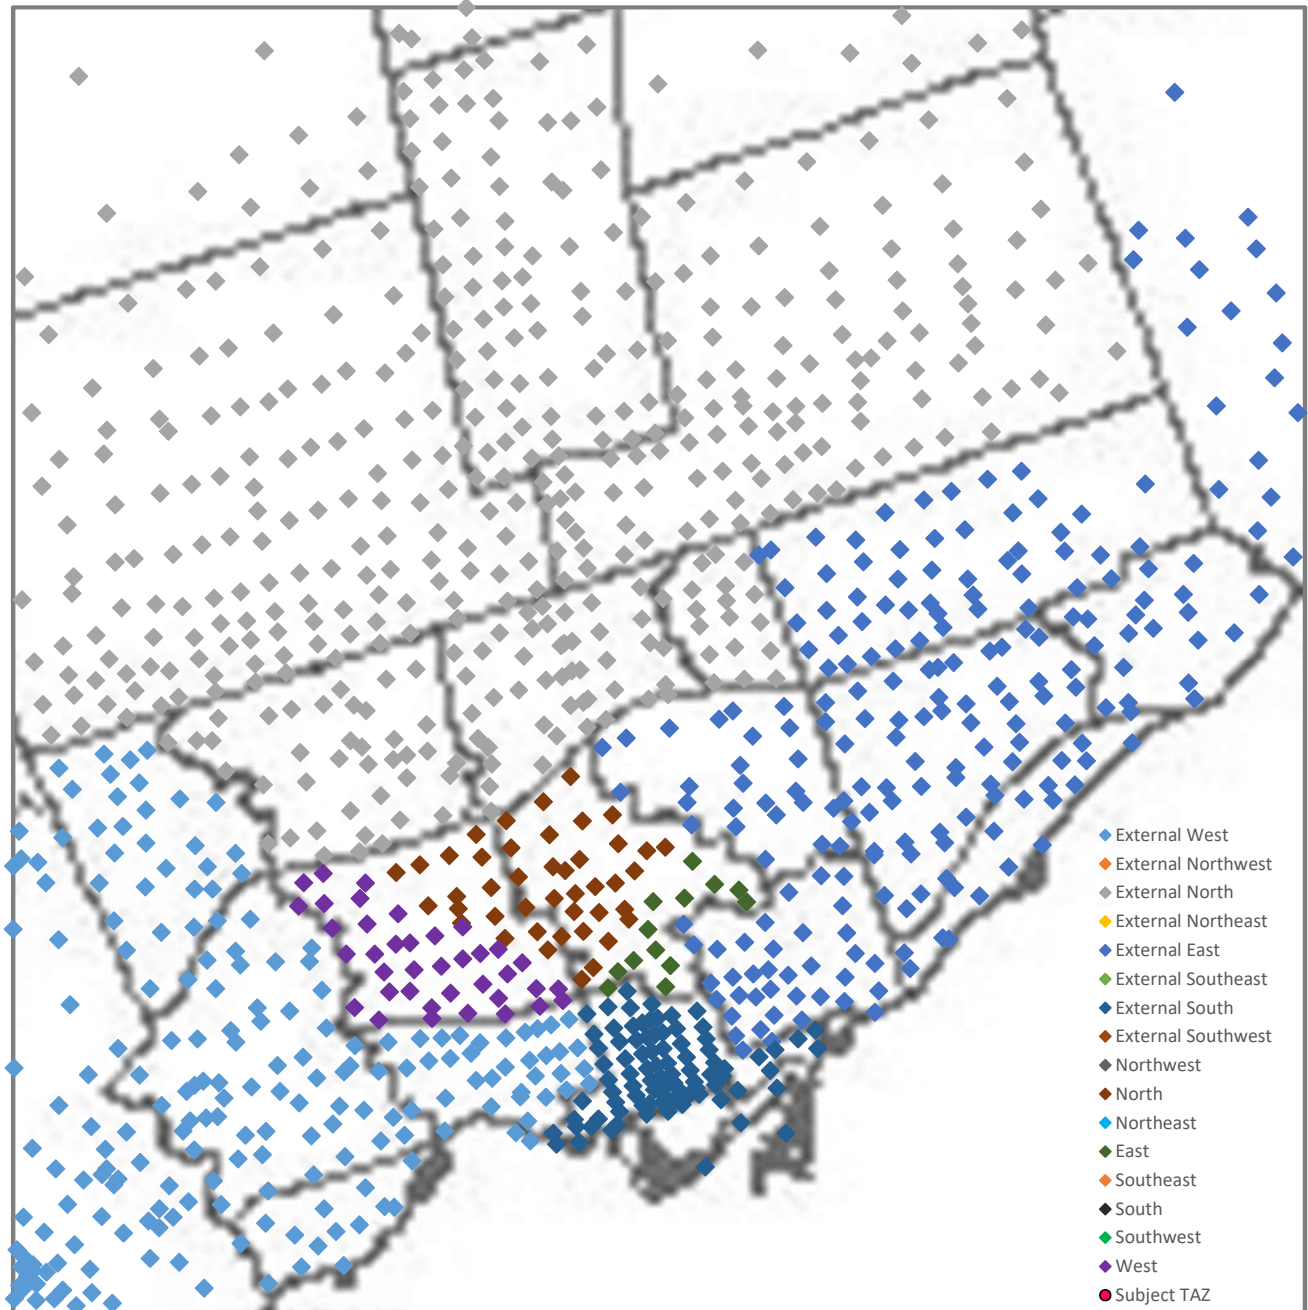 External West
External Northwest
External North
External Northeast
External East
External Southeast
External South
External Southwest
Northwest
North
Northeast
East
Southeast
South
Southwest
West
Subject TAZ